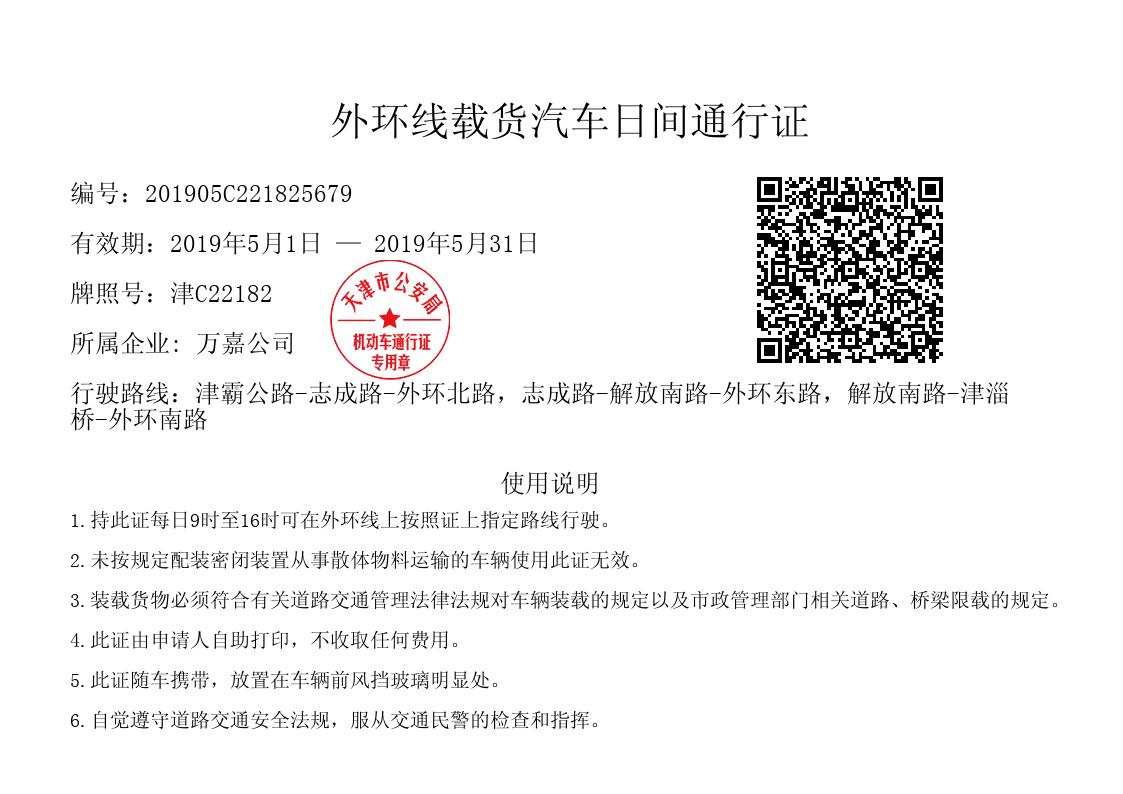 外环线载货汽车日间通行证
编号：201905C221825679
有效期：2019年5月1日 — 2019年5月31日
牌照号：津C22182
天津市公安局
机动车通行证
专用章
所属企业: 万嘉公司
行驶路线：津霸公路-志成路-外环北路，志成路-解放南路-外环东路，解放南路-津淄
桥-外环南路
使用说明
1.持此证每日9时至16时可在外环线上按照证上指定路线行驶。
2.未按规定配装密闭装置从事散体物料运输的车辆使用此证无效。
3.装载货物必须符合有关道路交通管理法律法规对车辆装载的规定以及市政管理部门相关道路、桥梁限载的规定。
4.此证由申请人自助打印，不收取任何费用。
5.此证随车携带，放置在车辆前风挡玻璃明显处。
6.自觉遵守道路交通安全法规，服从交通民警的检查和指挥。